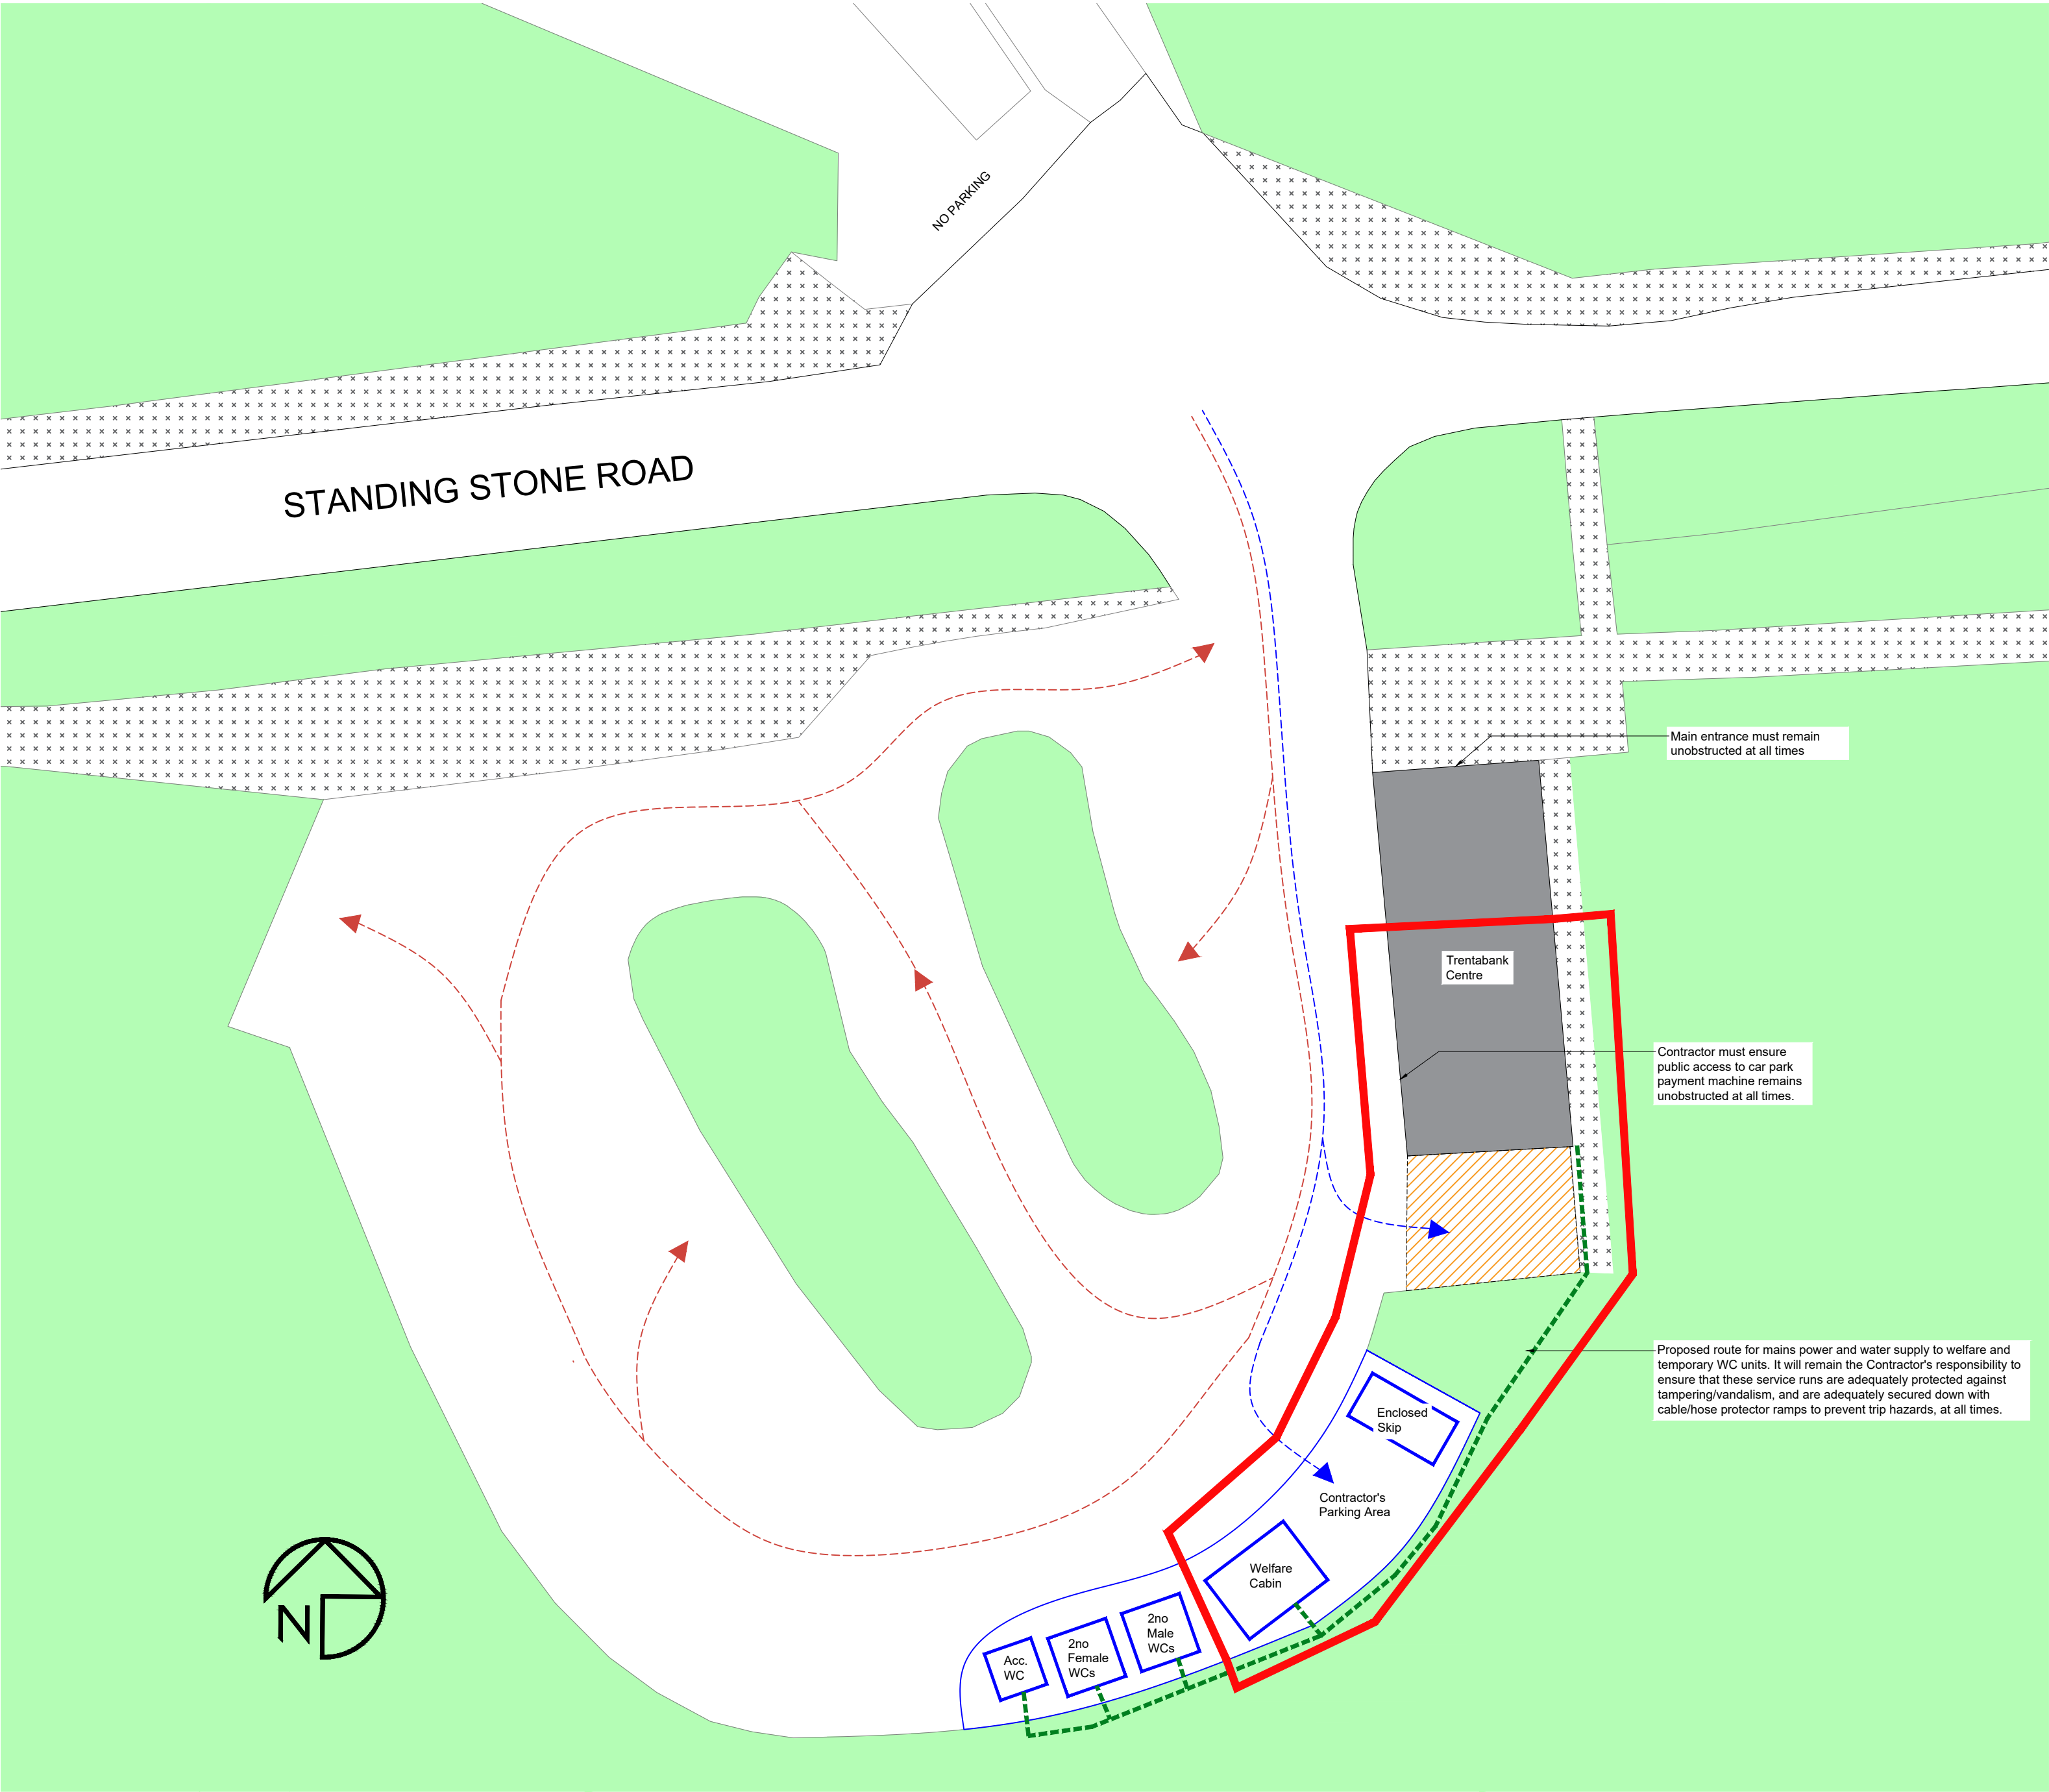 NO PARKING
STANDING STONE ROAD
Main entrance must remain
unobstructed at all times
Trentabank
Centre
Contractor must ensure
public access to car park
payment machine remains
unobstructed at all times.
Proposed route for mains power and water supply to welfare and
temporary WC units. It will remain the Contractor's responsibility to
ensure that these service runs are adequately protected against
tampering/vandalism, and are adequately secured down with
cable/hose protector ramps to prevent trip hazards, at all times.
Enclosed
Skip
Contractor's
Parking Area
Welfare
Cabin
2no
Male
WCs
2no
Female
WCs
Acc.
WC
N